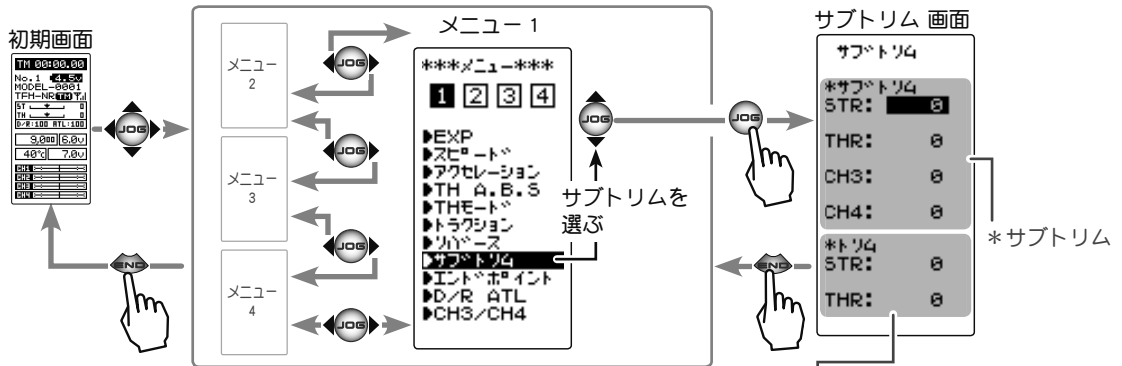 初期画面
TM 00:00.00
No.1 4.50v
MODEL-0001
TFH-NR TM
ST 0
TH 0
D/R:100 ATL:100
6.0v
40℃ 7.0v
CH1
CH2
CH3
CH4
JOG
END
メニュー
2
メニュー
3
メニュー
4
JOG
JOG
JOG
JOG
メニュー 1
***メニュー***
1 2 3 4
▶EXP
▶スピード
▶アクセレーション
▶TH A.B.S
▶THモード
▶トラクション
▶リバース
▶サブトリム
▶エンドポイント
▶D/R ATL
▶CH3/CH4
JOG
サブトリムを
選ぶ
JOG
END
サブトリム 画面
サブトリム
*サブトリム
STR: 0
THR: 0
CH3: 0
CH4: 0
*トリム
STR: 0
THR: 0
＊サブトリム